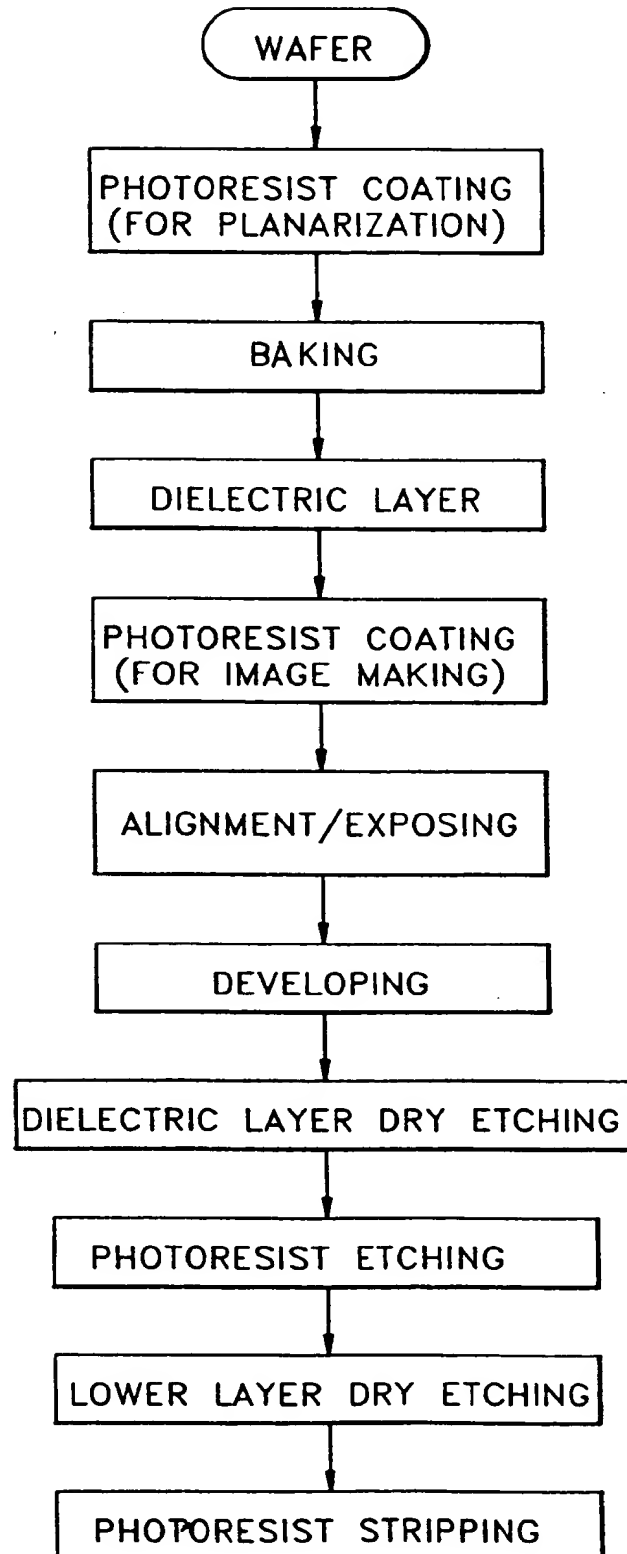 WAFER
PHOTORESIST COATING
(FOR PLANARIZATION)
BAKING
DIELECTRIC LAYER
PHOTORESIST COATING
(FOR IMAGE MAKING)
ALIGNMENT/EXPOSING
DEVELOPING
DIELECTRIC LAYER DRY ETCHING
PHOTORESIST ETCHING
LOWER LAYER DRY ETCHING
PHOTORESIST STRIPPING